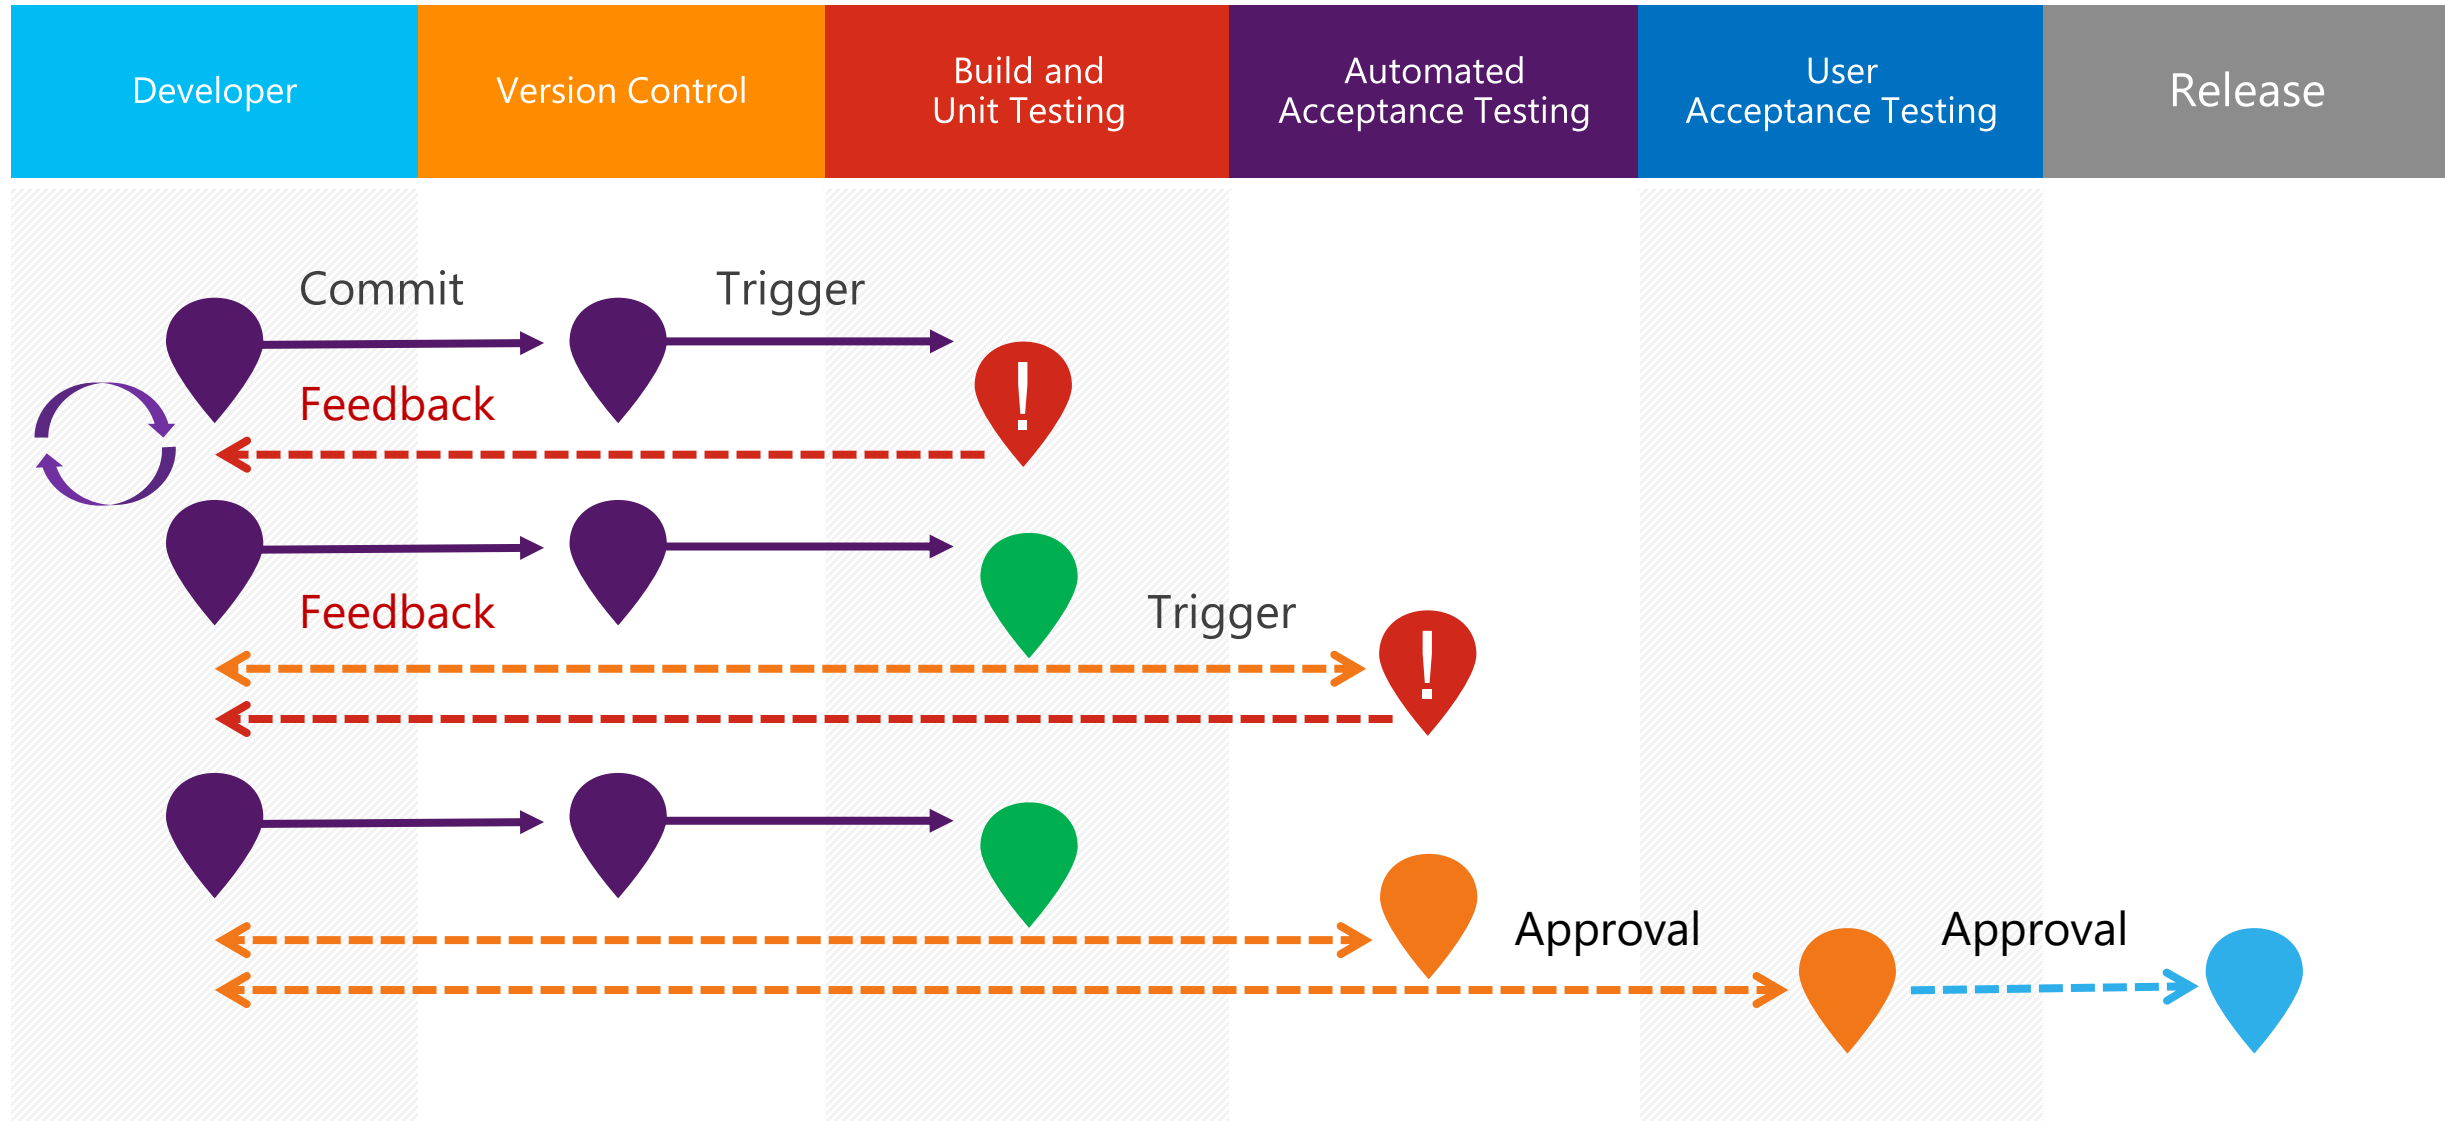 Developer
Version Control
Build and
Unit Testing
Automated
Acceptance Testing
User
Acceptance Testing
Release
Commit
Trigger
!
Feedback
Feedback
Trigger
!
Approval
Approval